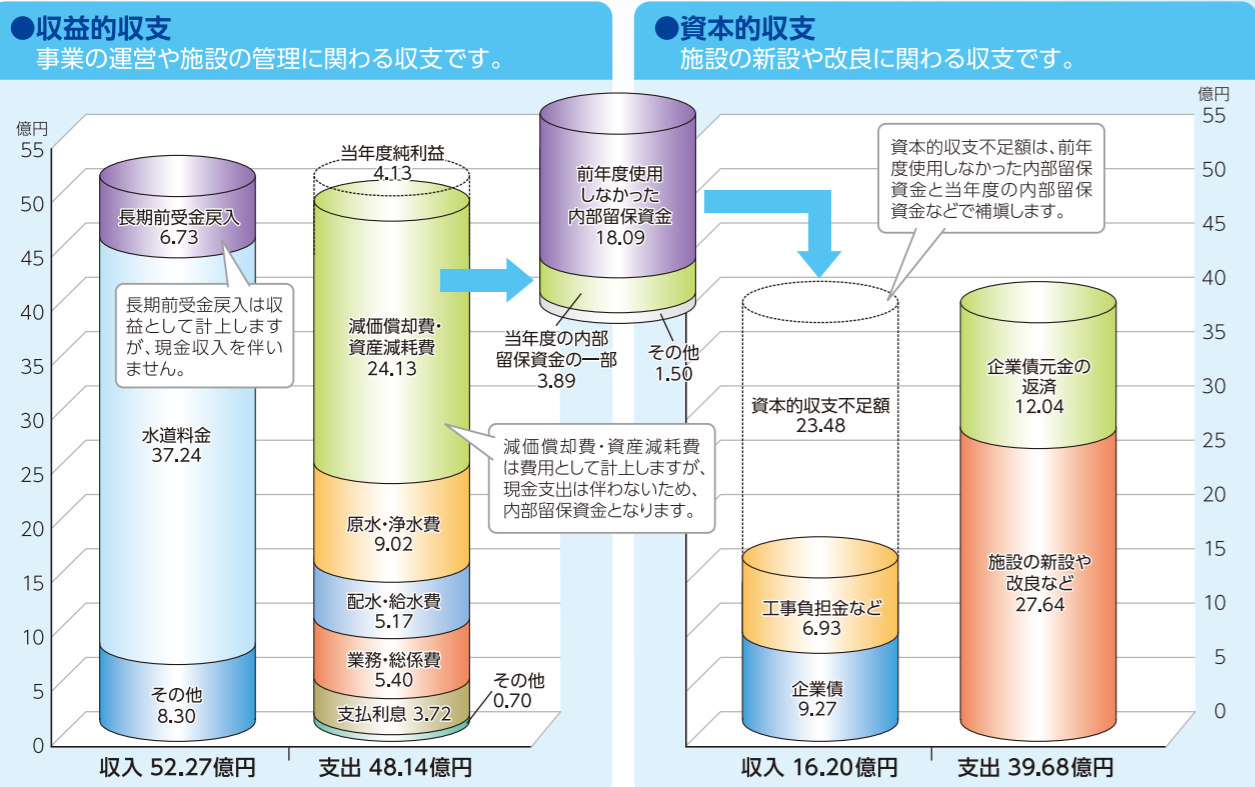 ●収益的収支
事業の運営や施設の管理に関わる収支です。
億円
55
50
45
40
35
30
25
20
15
10
5
0
長期前受金戻入
6.73
長期前受金戻入は収
益として計上します
が、現金収入を伴い
ません。
水道料金
37.24
その他
8.30
収入 52.27億円
当年度純利益
4.13
減価償却費・
資産減耗費
24.13
原水・浄水費
9.02
配水・給水費
5.17
業務・総係費
5.40
支払利息 3.72
その他
0.70
支出 48.14億円
減価償却費・資産減耗費
は費用として計上しますが、
現金支出は伴わないため、
内部留保資金となります。
前年度使用
しなかった
内部留保資金
18.09
当年度の内部
留保資金の一部
3.89
その他
1.50
●資本的収支
施設の新設や改良に関わる収支です。
億円
55
50
45
40
35
30
25
20
15
10
5
0
資本的収支不足額は、前年
度使用しなかった内部留保
資金と当年度の内部留保
資金などで補塡します。
資本的収支不足額
23.48
工事負担金など
6.93
企業債
9.27
収入 16.20億円
企業債元金の
返済
12.04
施設の新設や
改良など
27.64
支出 39.68億円